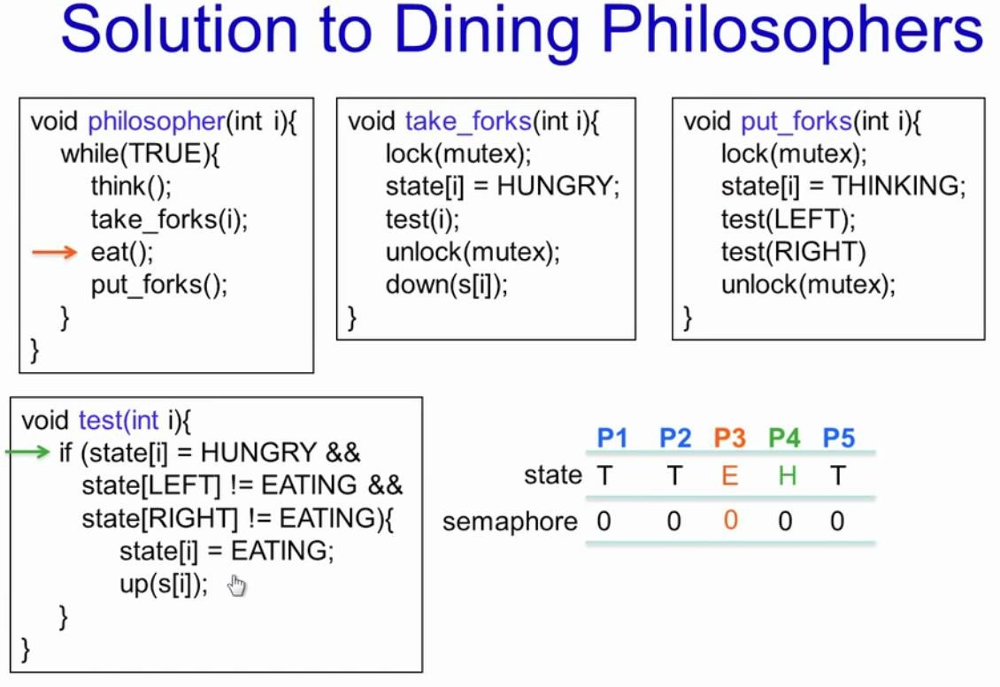 Solution to Dining Philosophers
void philosopher(int i){
while(TRUE){
think();
take_forks(i);
eat();
put_forks();
}
}
void take_forks(int i){
lock(mutex);
state[i] = HUNGRY;
test(i);
unlock(mutex);
down(s[i]);
}
void put_forks(int i){
lock(mutex);
state[i] = THINKING;
test(LEFT);
test(RIGHT)
unlock(mutex);
}
void test(int i){
if (state[i] = HUNGRY &&
state[LEFT] != EATING &&
state[RIGHT] != EATING){
state[i] = EATING;
up(s[i]);
}
}
P1 P2 P3 P4 P5
state T T E H T
semaphore 0 0 0 0 0